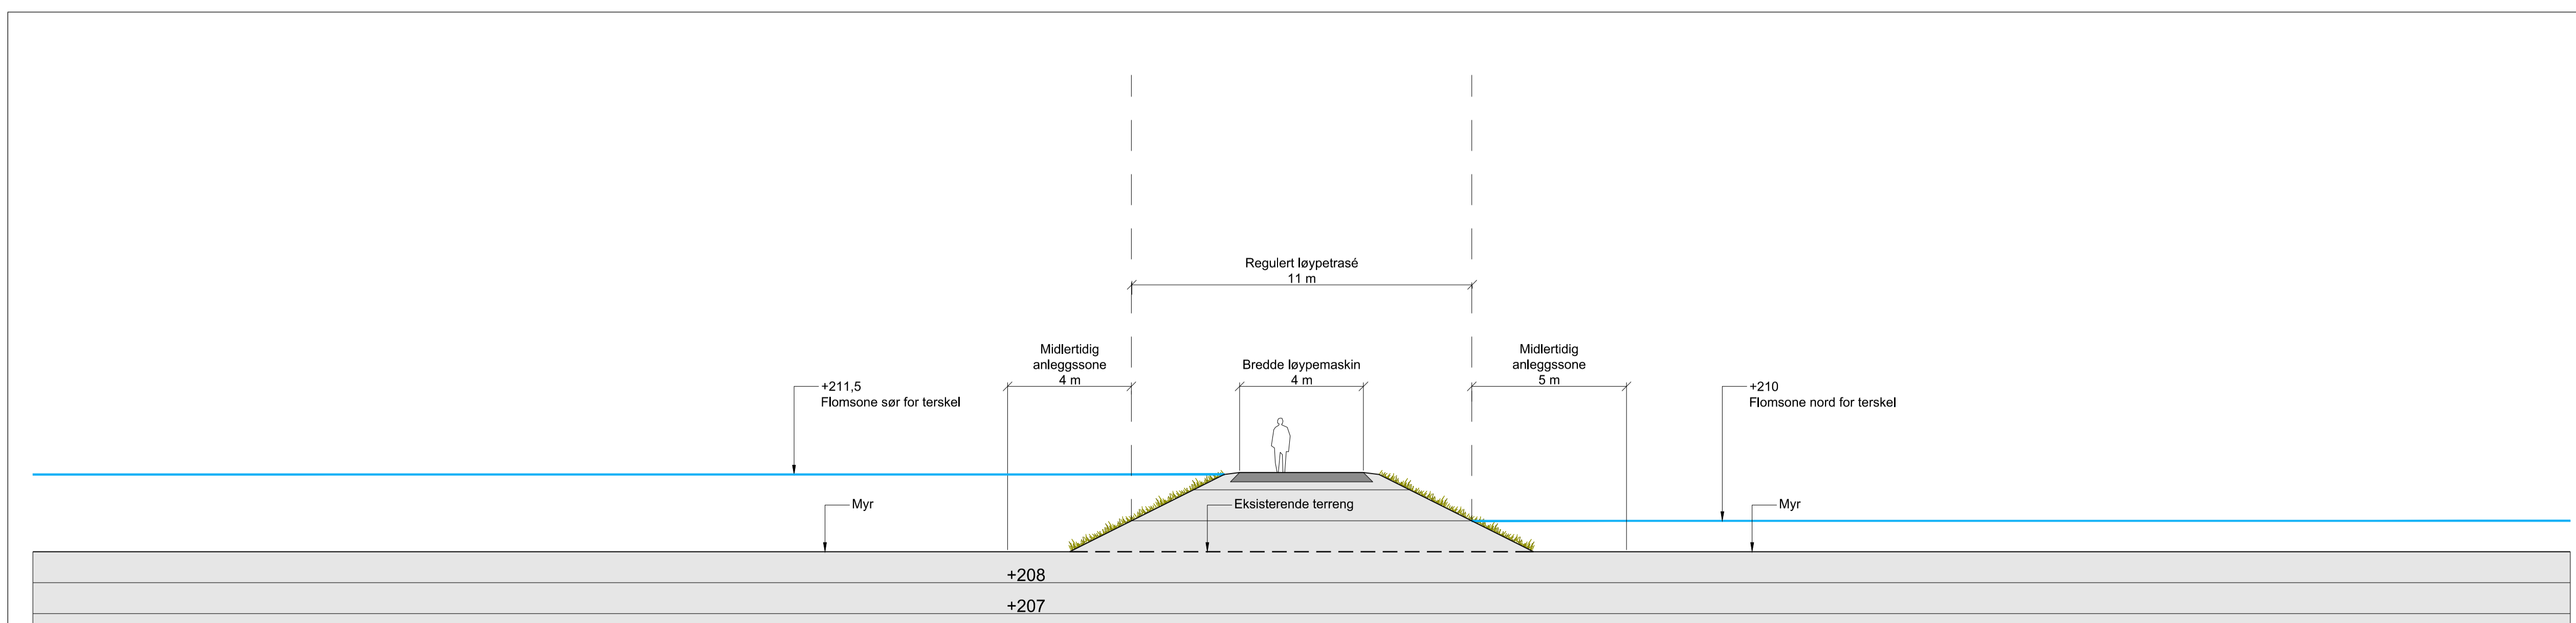 Regulert løypetrasé
11 m
Midlertidig
anleggssone
4 m
Bredde løypemaskin
4 m
Midlertidig
anleggssone
5 m
+211,5
Flomsone sør for terskel
+210
Flomsone nord for terskel
Myr
Eksisterende terreng
Myr
+208
+207